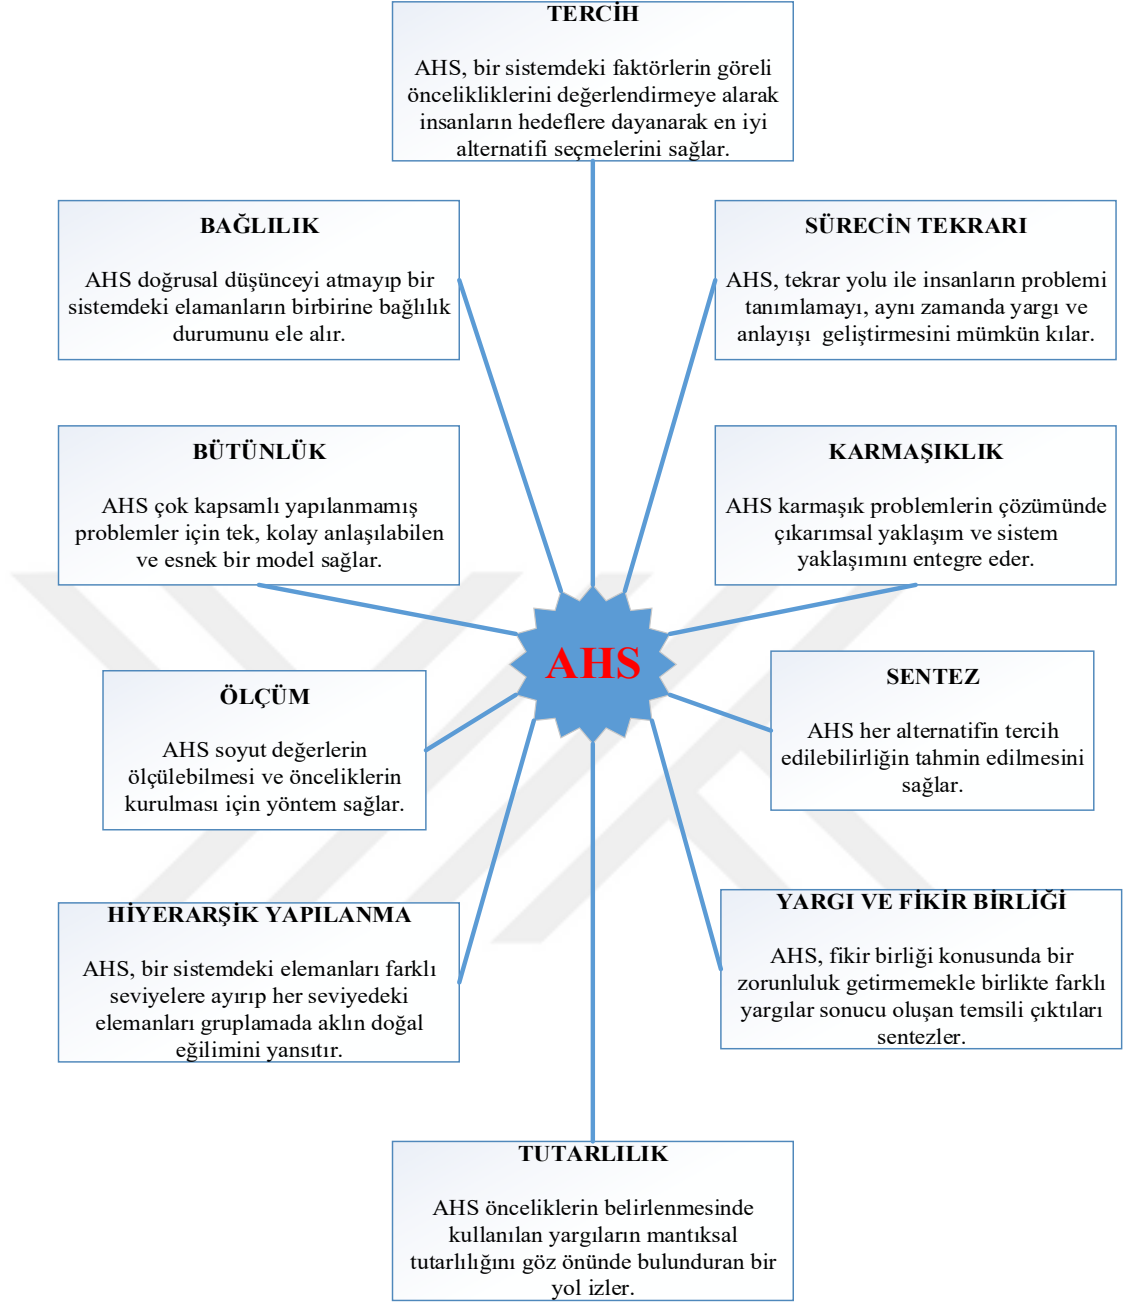 TERCİH
AHS, bir sistemdeki faktörlerin göreli
önceliklerini değerlendirmeye alarak
insanların hedeflere dayanarak en iyi
alternatifi seçmelerini sağlar.
BAĞLILIK
AHS doğrusal düşünceyi atmayıp bir
sistemdeki elamanların birbirine bağlılık
durumunu ele alır.
SÜRECİN TEKRARI
AHS, tekrar yolu ile insanların problemi
tanımlamayı, aynı zamanda yargı ve
anlayışı geliştirmesini mümkün kılar.
BÜTÜNLÜK
AHS çok kapsamlı yapılanmamış
problemler için tek, kolay anlaşılabilen
ve esnek bir model sağlar.
KARMAŞIKLIK
AHS karmaşık problemlerin çözümünde
çıkarımsal yaklaşım ve sistem
yaklaşımını entegre eder.
AHS
ÖLÇÜM
AHS soyut değerlerin
ölçülebilmesi ve önceliklerin
kurulması için yöntem sağlar.
SENTEZ
AHS her alternatifin tercih
edilebilirliğin tahmin edilmesini
sağlar.
HİYERARŞİK YAPILANMA
AHS, bir sistemdeki elemanları farklı
seviyelere ayırıp her seviyedeki
elemanları gruplamada aklın doğal
eğilimini yansıtır.
YARGI VE FİKİR BİRLİĞİ
AHS, fikir birliği konusunda bir
zorunluluk getirmemekle birlikte farklı
yargılar sonucu oluşan temsili çıktıları
sentezler.
TUTARLILIK
AHS önceliklerin belirlenmesinde
kullanılan yargıların mantıksal
tutarlılığını göz önünde bulunduran bir
yol izler.